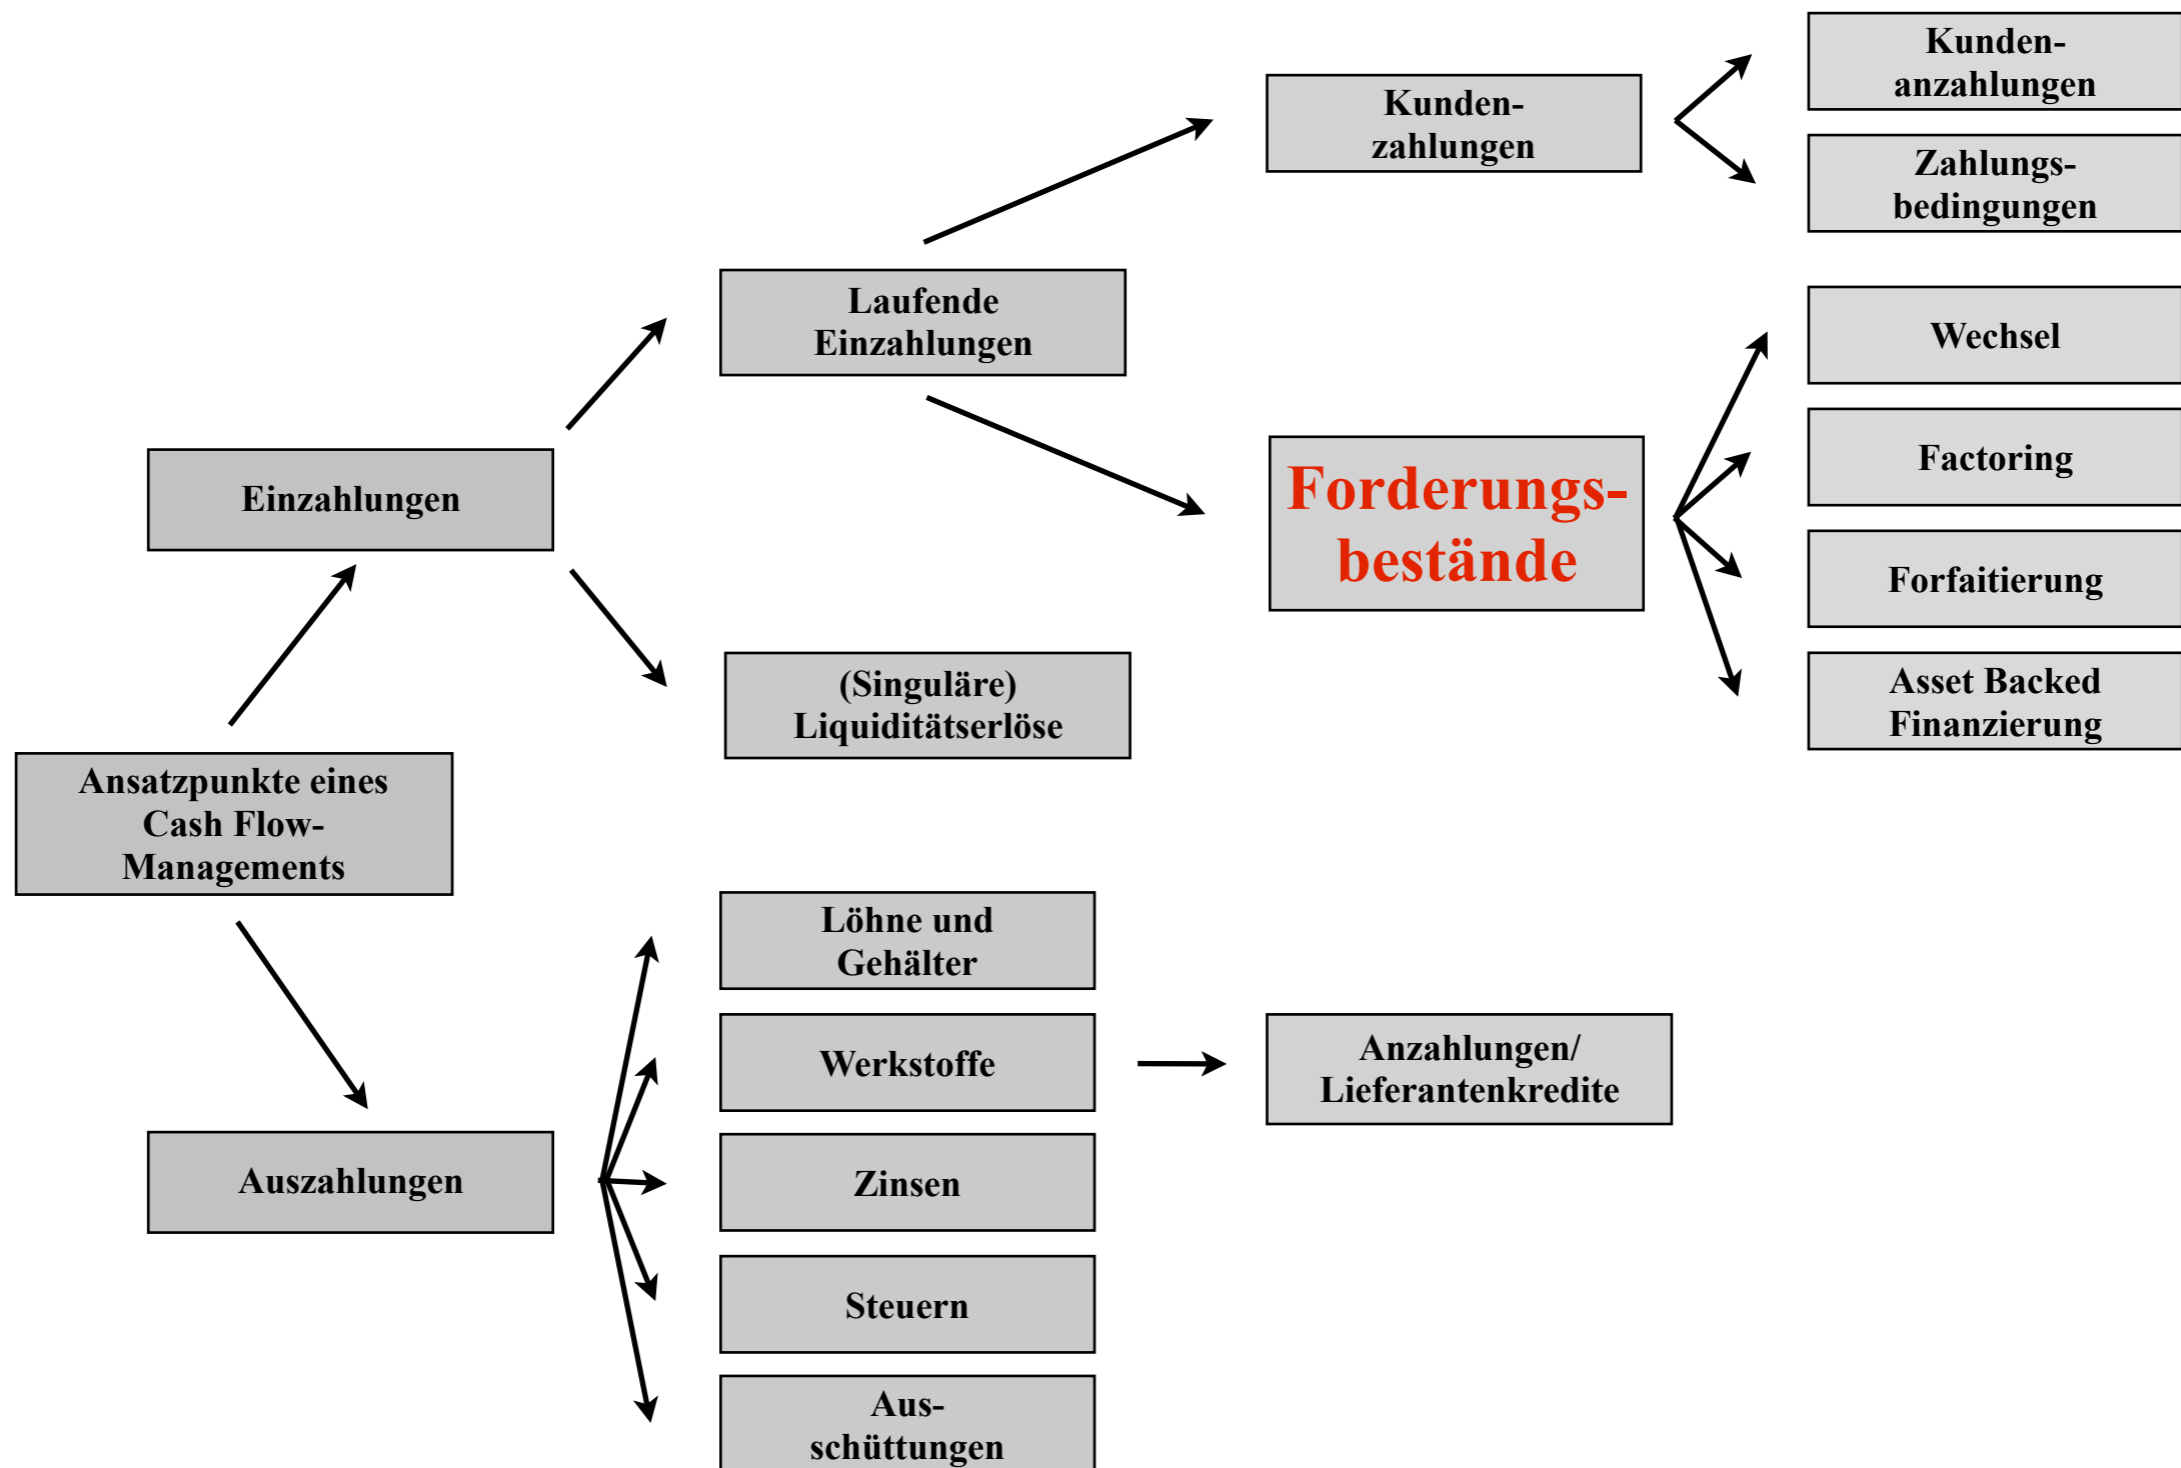 Kunden-
anzahlungen
Kunden-
zahlungen
Zahlungs-
bedingungen
Laufende
Einzahlungen
Wechsel
Factoring
Einzahlungen
Forderungs-
bestände
Forfaitierung
(Singuläre)
Liquiditätserlöse
Asset Backed
Finanzierung
Ansatzpunkte eines
Cash Flow-
Managements
Löhne und
Gehälter
Werkstoffe
Anzahlungen/
Lieferantenkredite
Auszahlungen
Zinsen
Steuern
Aus-
schüttungen